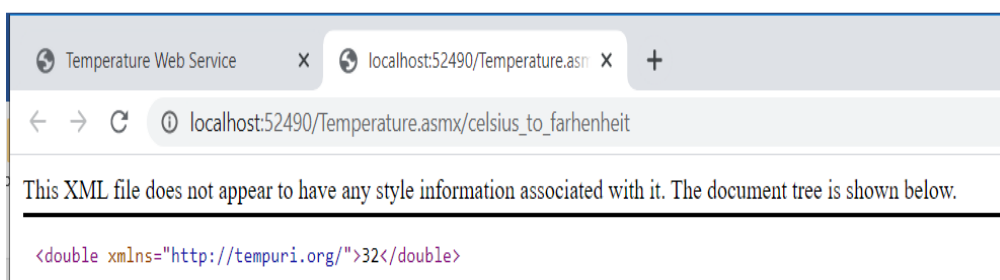 Temperature Web Service
localhost:52490/Temperature.asm
localhost:52490/Temperature.asmx/celsius_to_farhenheit
This XML file does not appear to have any style information associated with it. The document tree is shown below.
<double xmlns="http://tempuri.org/">32</double>